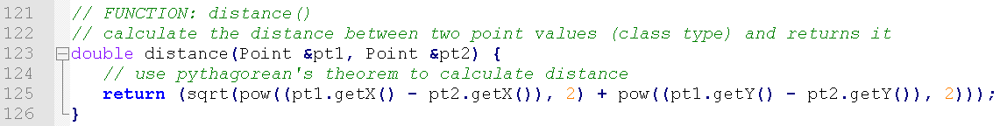 121 // FUNCTION: distance()
122 // calculate the distance between two point values (class type) and returns it
123 double distance(Point &pt1, Point &pt2) {
124 // use pythagorean's theorem to calculate distance
125 return (sqrt(pow((pt1.getX() - pt2.getX()), 2) + pow((pt1.getY() - pt2.getY()), 2)));
126 }